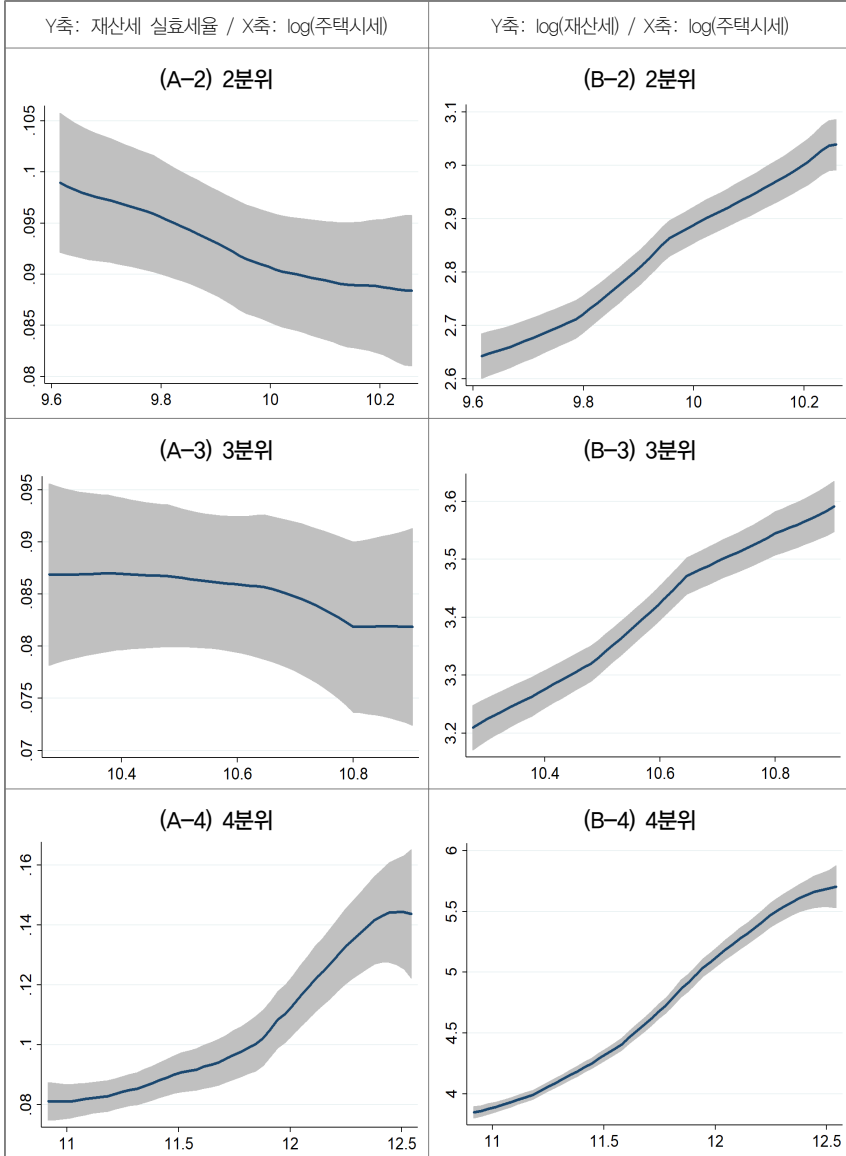 Y축: 재산세 실효세율 / X축: log(주택시세)
Y축: log(재산세) / X축: log(주택시세)
(A-2) 2분위
.105
.1
.095
.09
.085
.08
9.6 9.8 10 10.2
(B-2) 2분위
3.1
3
2.9
2.8
2.7
2.6
9.6 9.8 10 10.2
(A-3) 3분위
.095
.09
.085
.08
.075
.07
10.4 10.6 10.8
(B-3) 3분위
3.6
3.5
3.4
3.3
3.2
10.4 10.6 10.8
(A-4) 4분위
.16
.14
.12
.1
.08
11 11.5 12 12.5
(B-4) 4분위
6
5.5
5
4.5
4
11 11.5 12 12.5